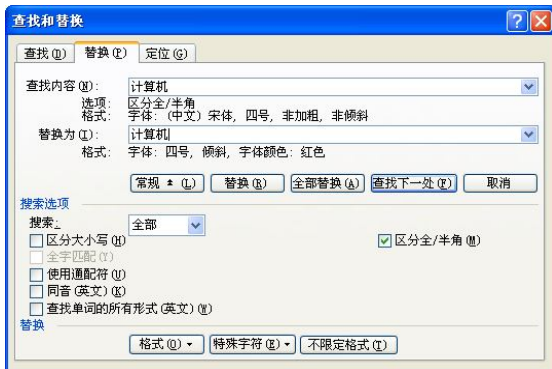 查找和替换
查找(D) 替换(P) 定位(G)
查找内容(N): 计算机
选项: 区分全/半角
格式: 字体: (中文) 宋体, 四号, 非加粗, 非倾斜
替换为(I): 计算机
格式: 字体: 四号, 倾斜, 字体颜色: 红色
常规 ± (L) 替换(R) 全部替换(A) 查找下一处(F) 取消
搜索选项
搜索: 全部
区分大小写(H) 区分全/半角(M)
全字匹配(Y)
使用通配符(U)
同音(英文)(K)
查找单词的所有形式(英文)(W)
替换
格式(O) 特殊字符(E) 不限定格式(T)